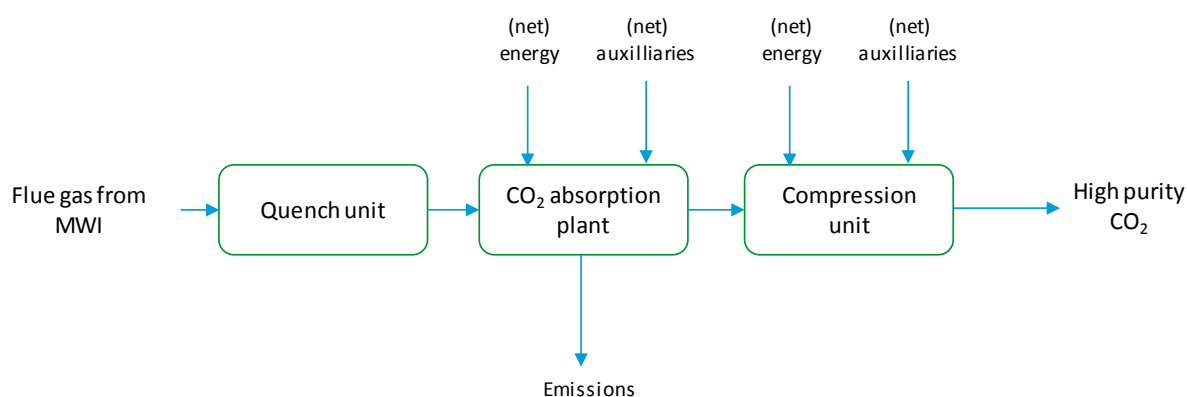 (net)
energy
(net)
auxilliaries
(net)
energy
(net)
auxilliaries
Flue gas from
MWI
Quench unit
CO₂ absorption
plant
Compression
unit
High purity
CO₂
Emissions